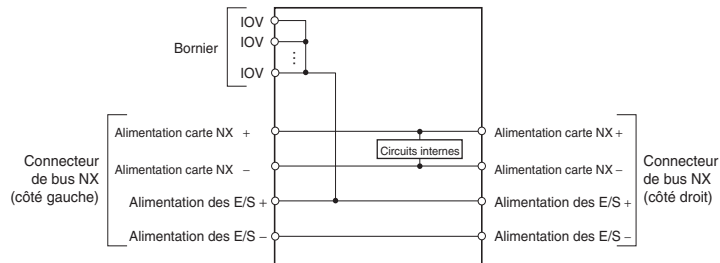 IOV
IOV
Bornier
⋮
IOV
Alimentation carte NX +
Alimentation carte NX +
Circuits internes
Connecteur
de bus NX
(côté gauche)
Alimentation carte NX −
Alimentation carte NX −
Connecteur
de bus NX
(côté droit)
Alimentation des E/S +
Alimentation des E/S +
Alimentation des E/S −
Alimentation des E/S −